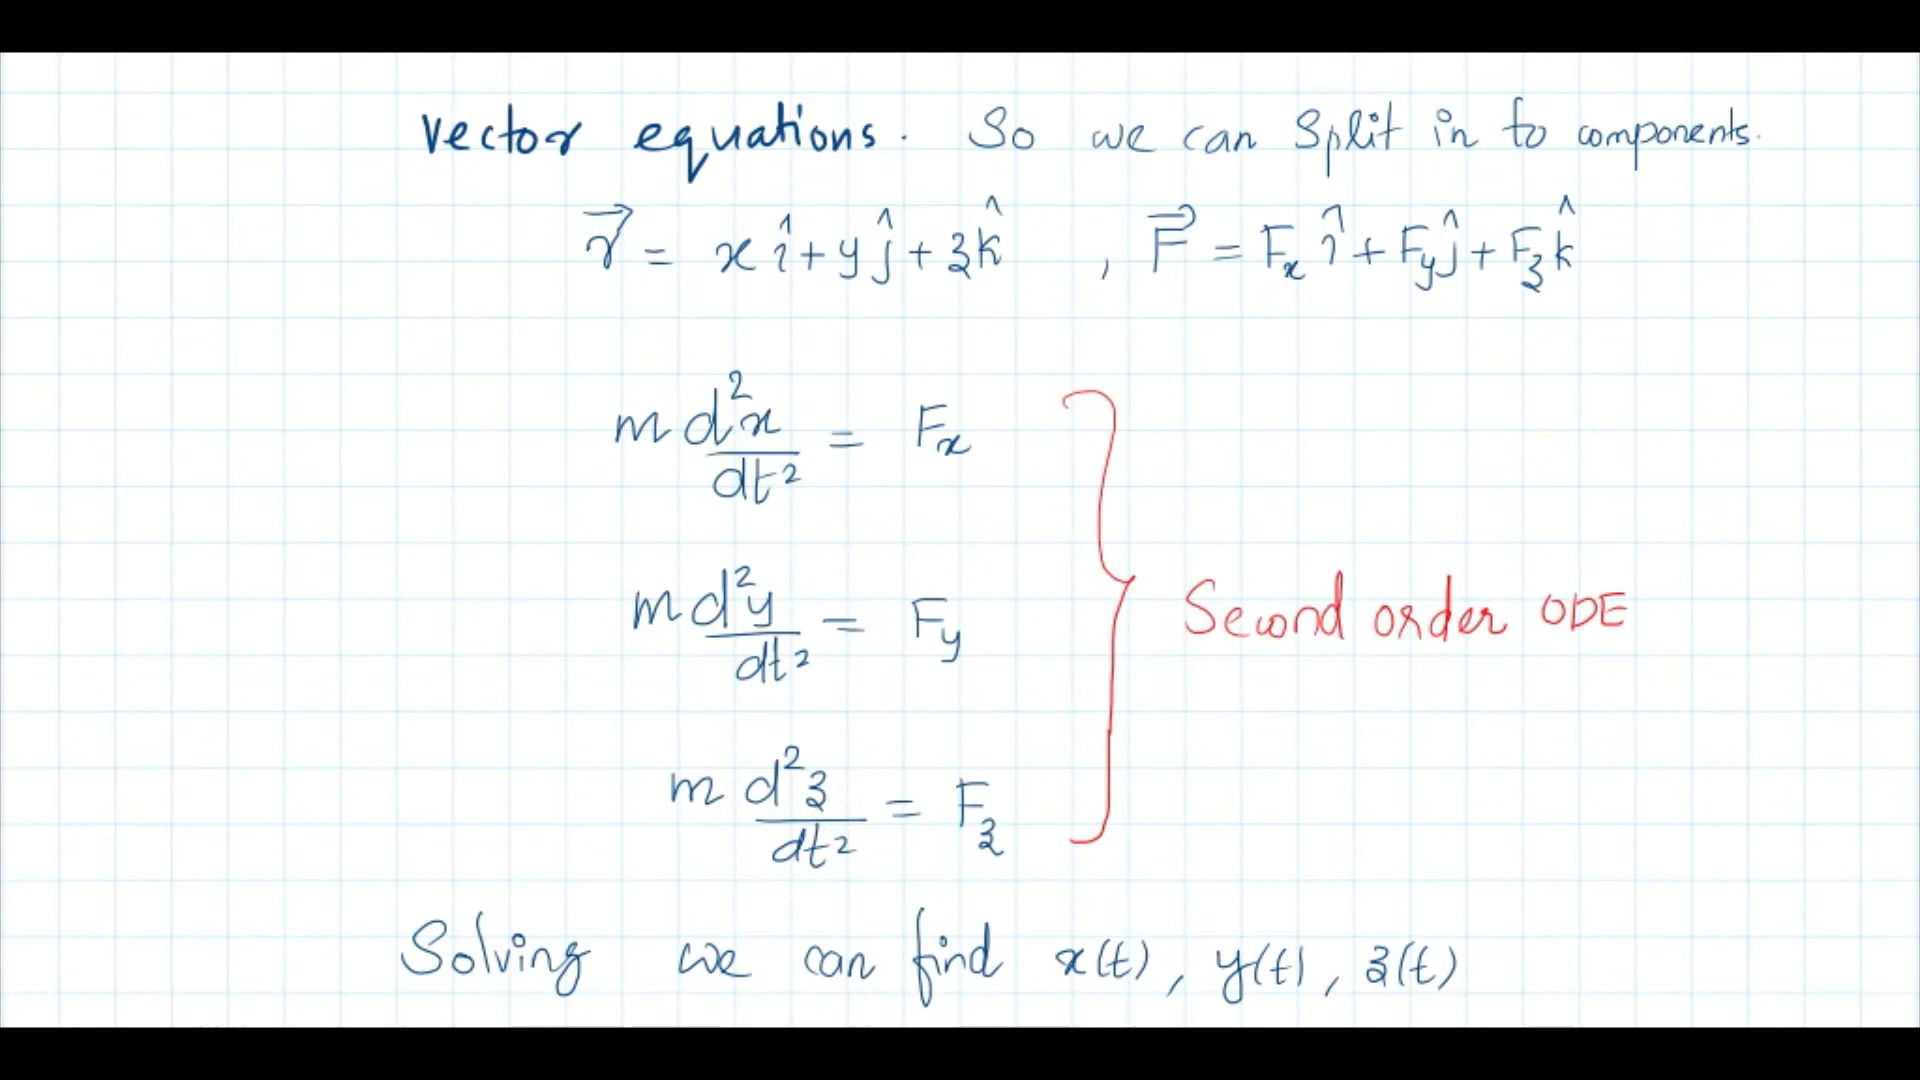 vector equations. So we can split in to components.
r⃗ = x î + y ĵ + z k̂ , F⃗ = Fx î + Fy ĵ + Fz k̂
m d²x/dt² = Fx
m d²y/dt² = Fy
Second order ODE
m d²z/dt² = Fz
Solving we can find x(t), y(t), z(t)